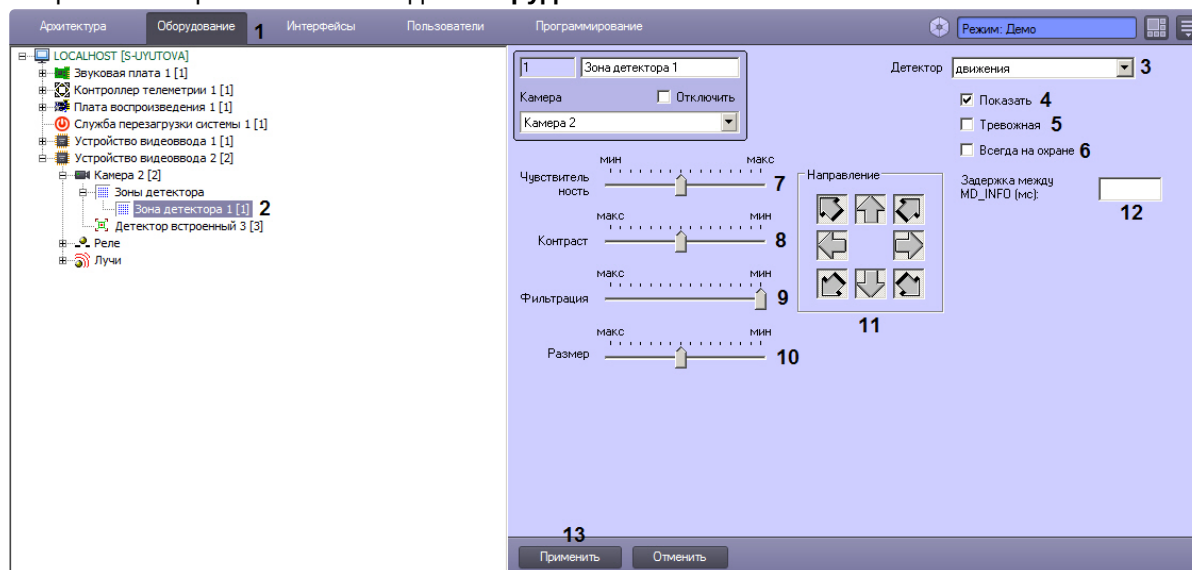 Архитектура Оборудование 1 Интерфейсы Пользователи Программирование Режим: Демо
LOCALHOST [S-UYUTOVA]
Звуковая плата 1 [1]
Контроллер телеметрии 1 [1]
Плата воспроизведения 1 [1]
Служба перезагрузки системы 1 [1]
Устройство видеоввода 1 [1]
Устройство видеоввода 2 [2]
Камера 2 [2]
Зоны детектора
Зона детектора 1 [1] 2
Детектор встроенный 3 [3]
Реле
Лучи
1 Зона детектора 1
Камера Отключить
Камера 2
Детектор движения 3
Показать 4
Тревожная 5
Всегда на охране 6
Задержка между
MD_INFO (мс):
12
мин макс
Чувствитель
ность
7
макс мин
Контраст 8
макс мин
Фильтрация 9
макс мин
Размер 10
Направление
11
13
Применить Отменить